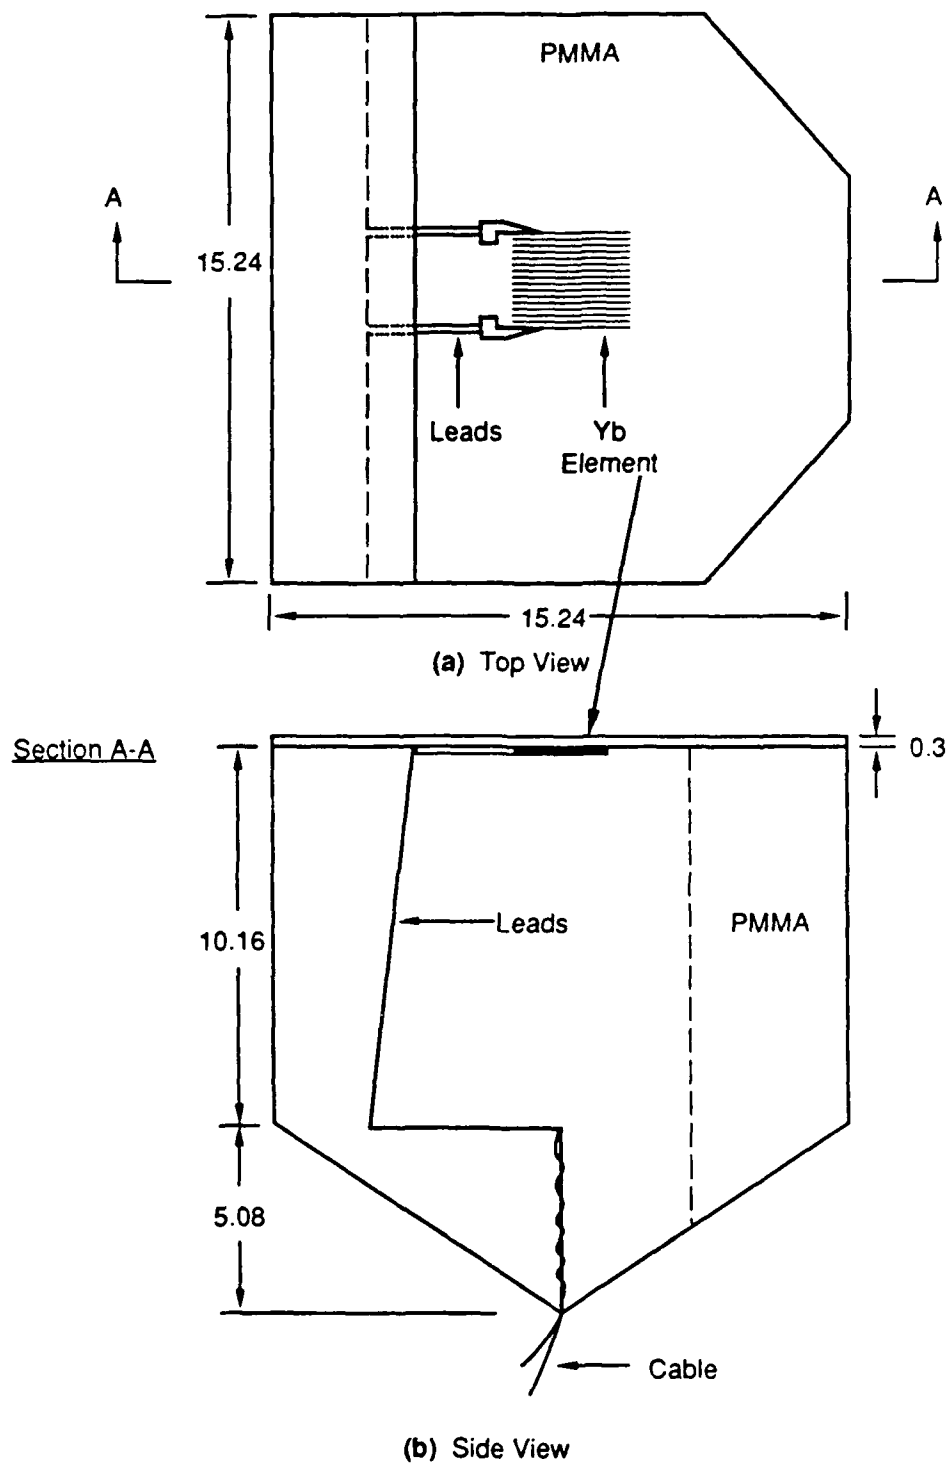 PMMA
A
A
15.24
Leads
Yb
Element
15.24
(a) Top View
Section A-A
0.3
Leads
PMMA
10.16
5.08
Cable
(b) Side View